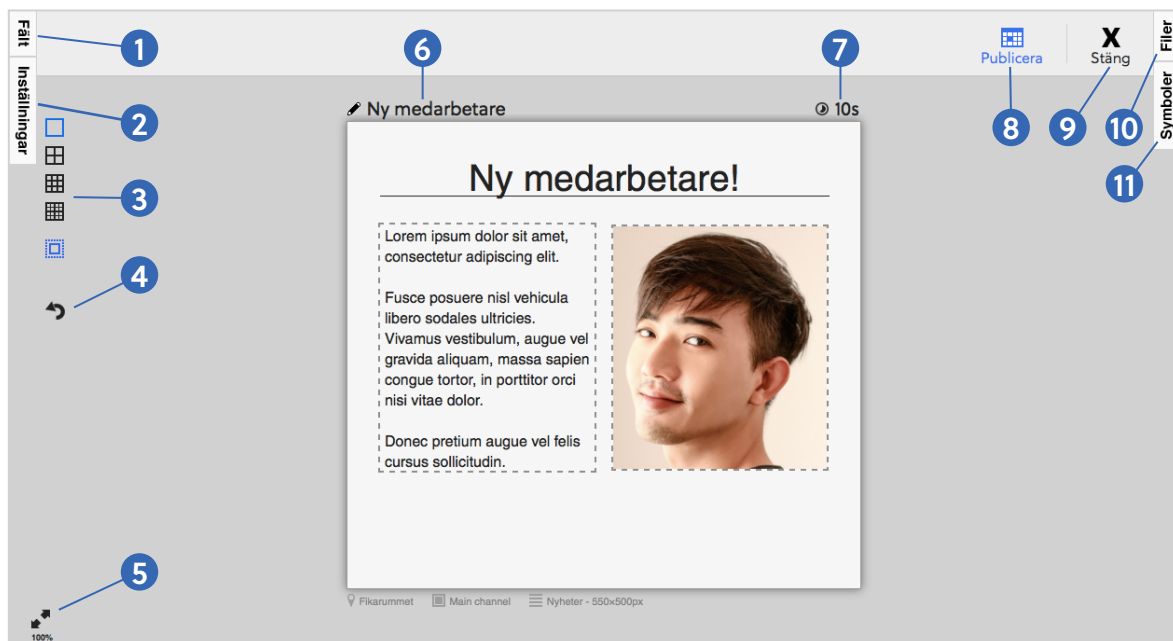 Fält
Inställningar
1
2
3
4
5
100%
6
7
Ny medarbetare
10s
Publicera
X
Stäng
8
9
10
11
Filer
Symboler
Ny medarbetare!
Lorem ipsum dolor sit amet,
consectetur adipiscing elit.
Fusce posuere nisl vehicula
libero sodales ultricies.
Vivamus vestibulum, augue vel
gravida aliquam, massa sapien
congue tortor, in porttitor orci
nisi vitae dolor.
Donec pretium augue vel felis
cursus sollicitudin.
Fikarummet
Main channel
Nyheter - 550×500px